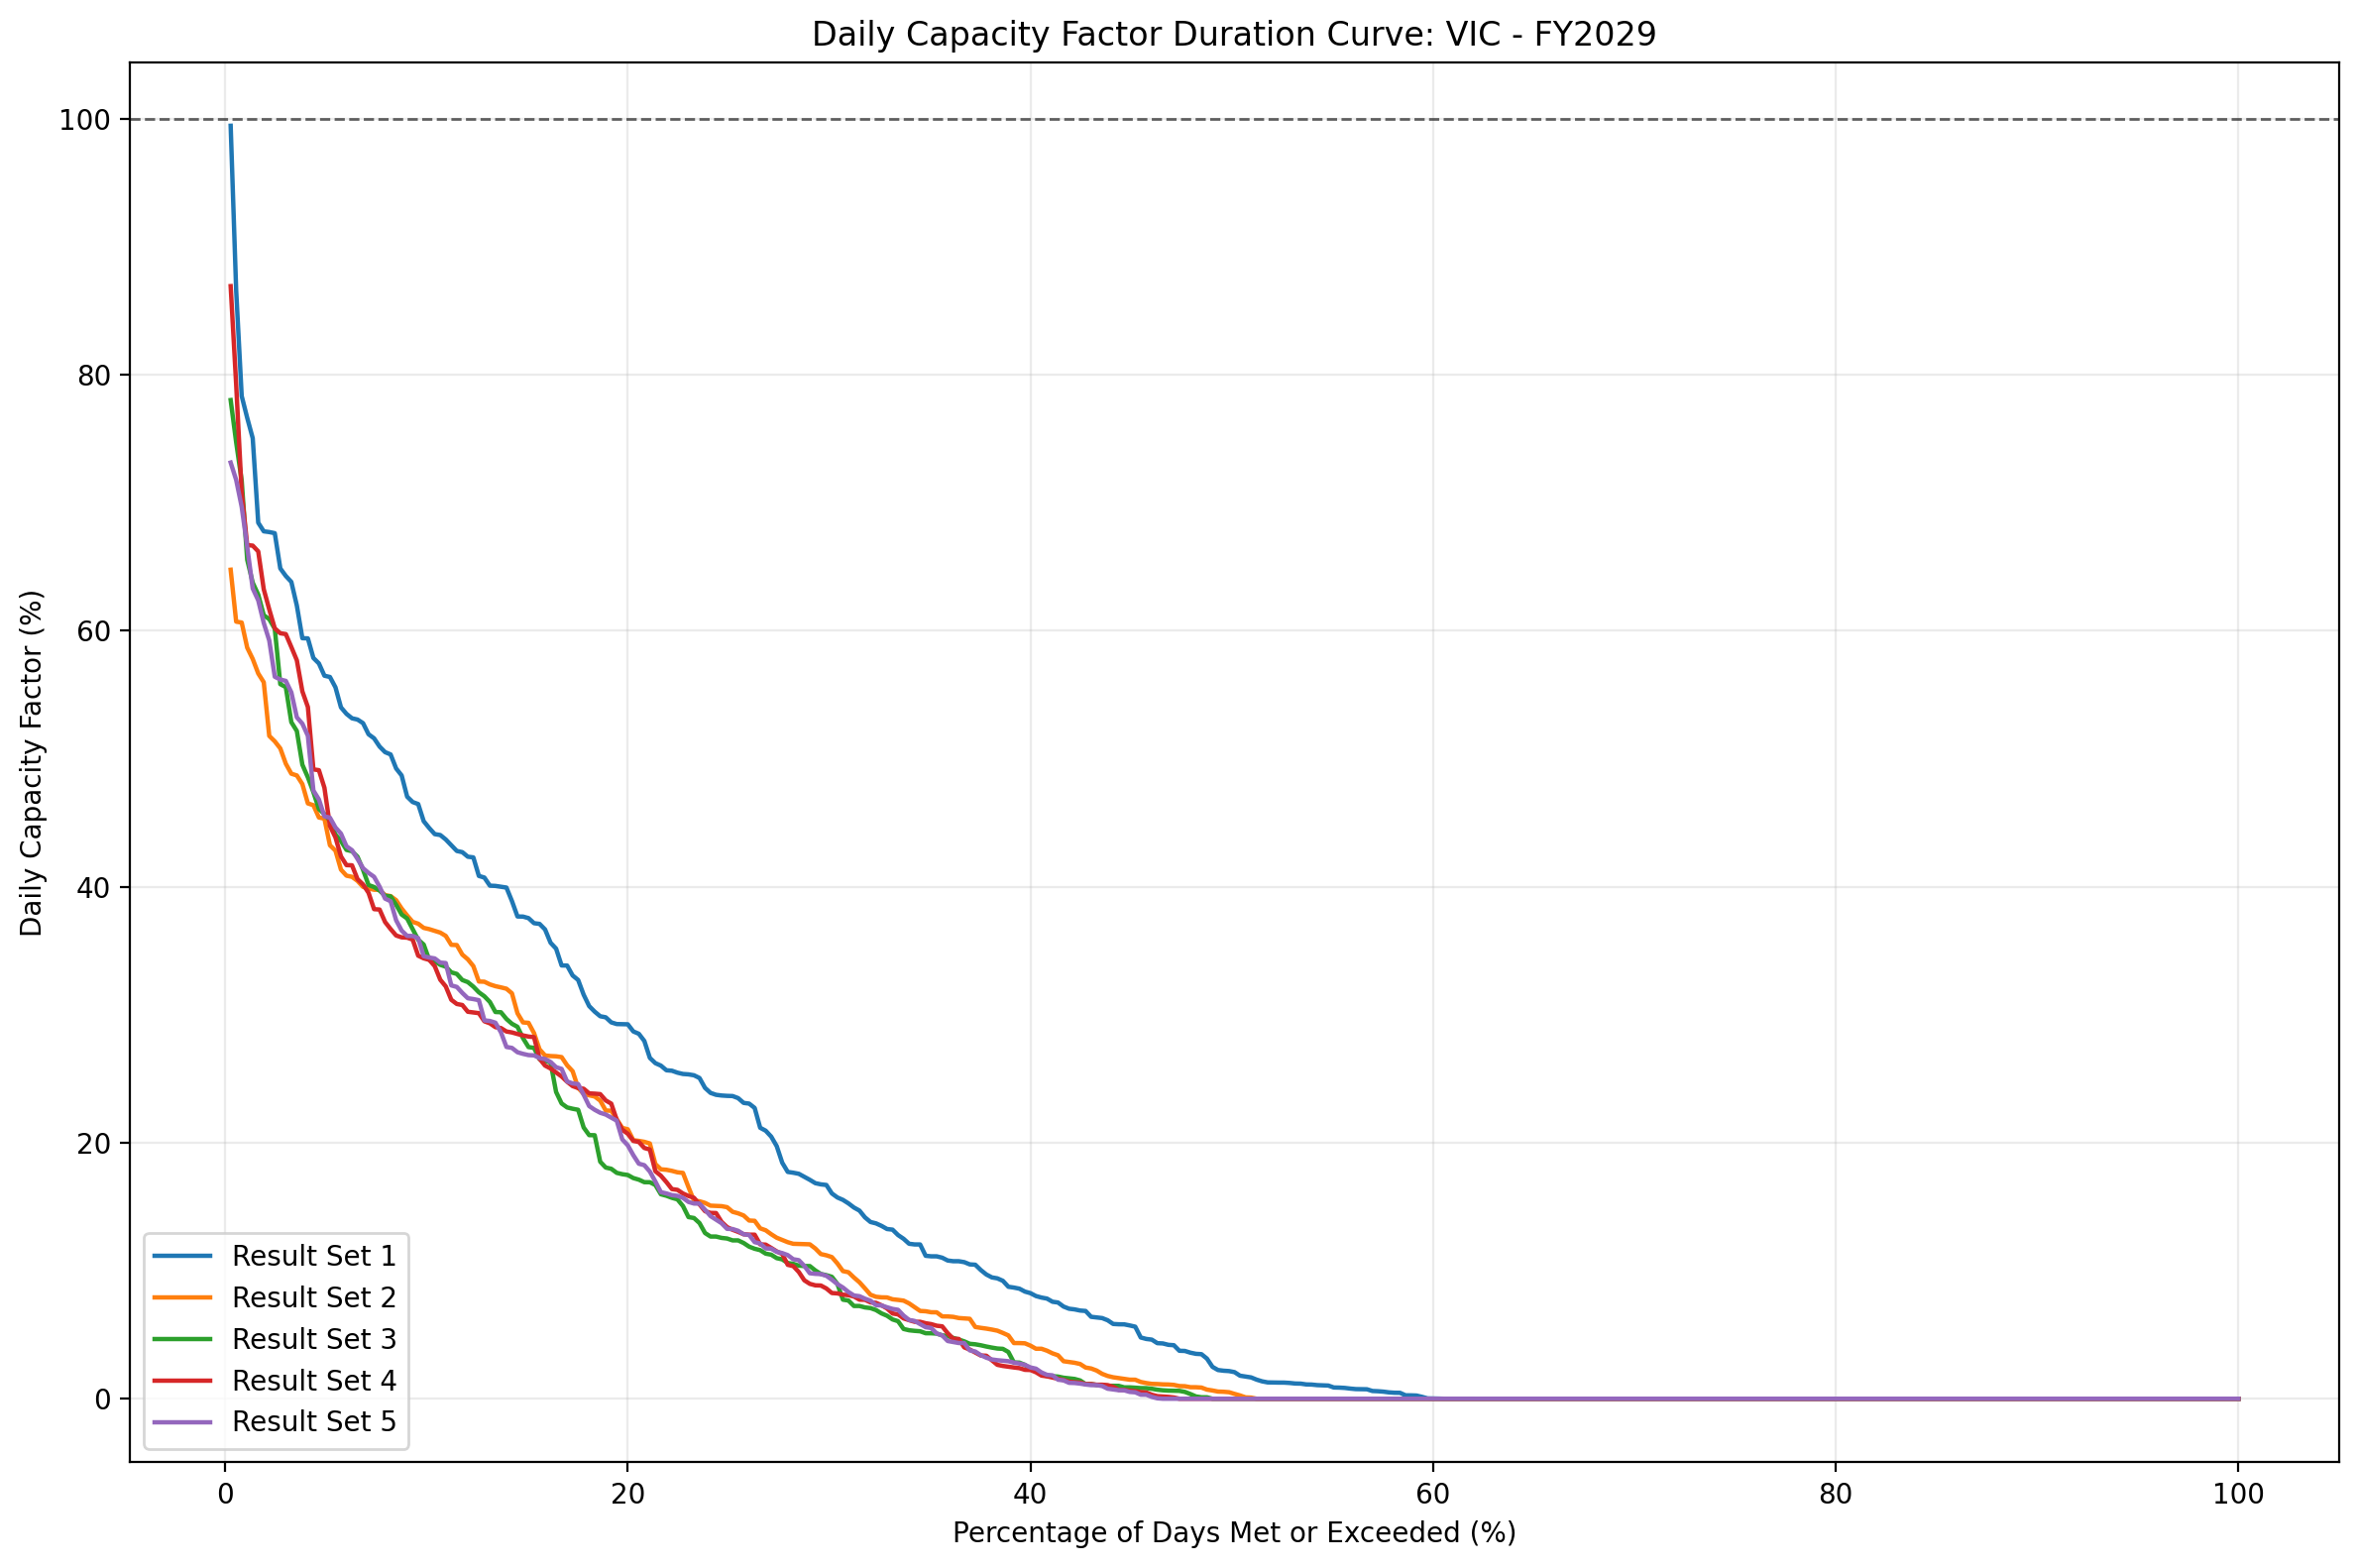 Daily Capacity Factor Duration Curve: VIC - FY2029
Daily Capacity Factor (%)
100
80
60
40
20
0
Result Set 1
Result Set 2
Result Set 3
Result Set 4
Result Set 5
0 20 40 60 80 100
Percentage of Days Met or Exceeded (%)